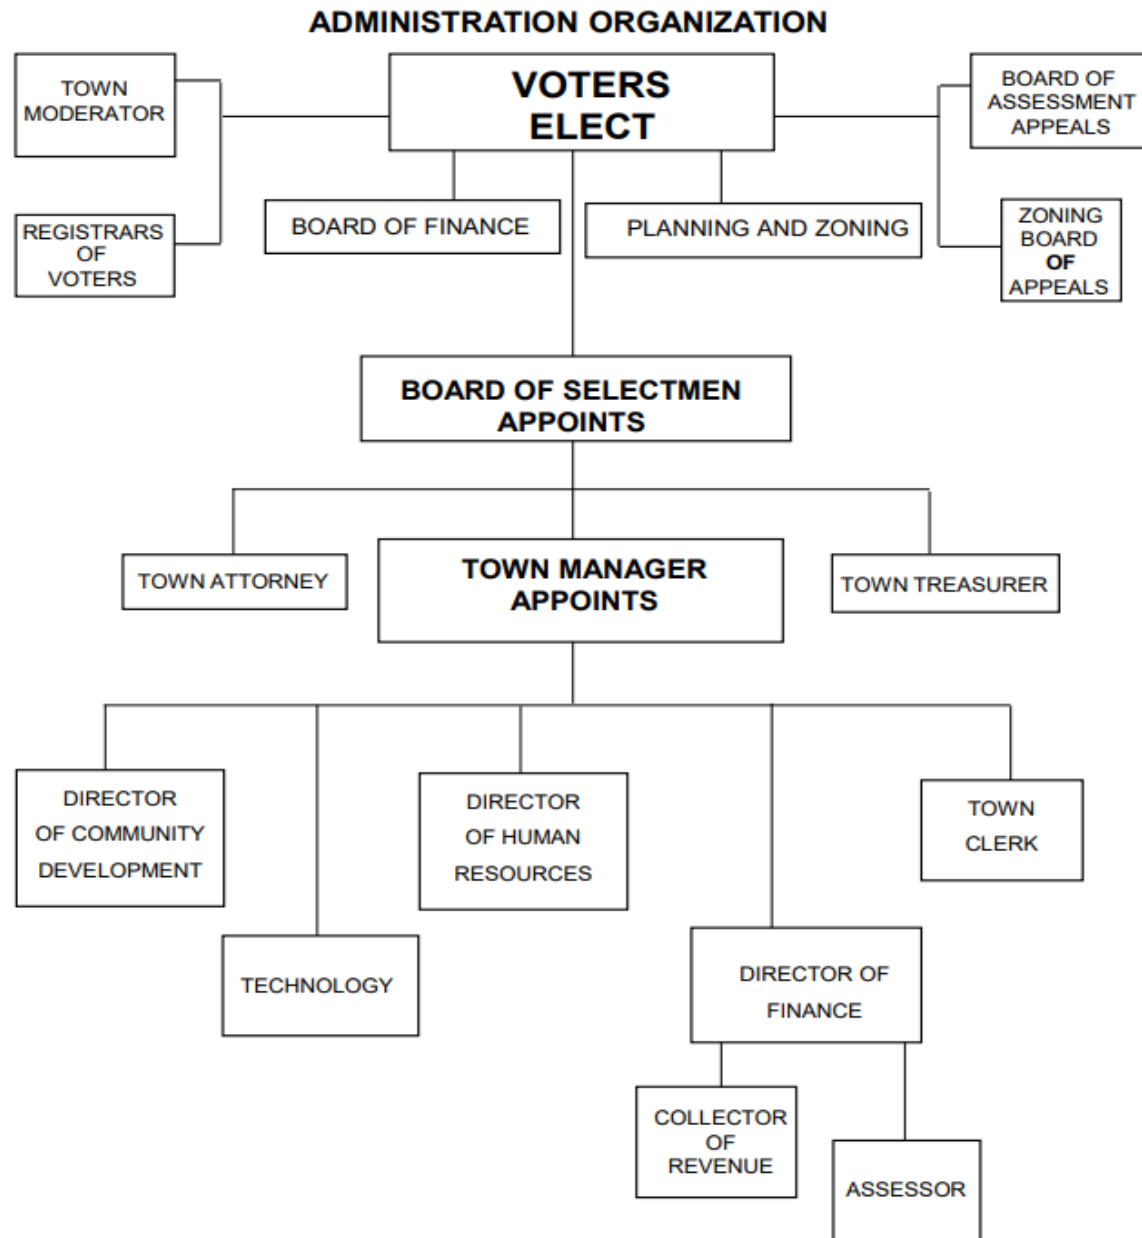 ADMINISTRATION ORGANIZATION
TOWN
MODERATOR
VOTERS
ELECT
BOARD OF
ASSESSMENT
APPEALS
REGISTRARS
OF
VOTERS
BOARD OF FINANCE
PLANNING AND ZONING
ZONING
BOARD
OF
APPEALS
BOARD OF SELECTMEN
APPOINTS
TOWN ATTORNEY
TOWN MANAGER
APPOINTS
TOWN TREASURER
DIRECTOR
OF COMMUNITY
DEVELOPMENT
TECHNOLOGY
DIRECTOR
OF HUMAN
RESOURCES
DIRECTOR OF
FINANCE
TOWN
CLERK
COLLECTOR
OF
REVENUE
ASSESSOR